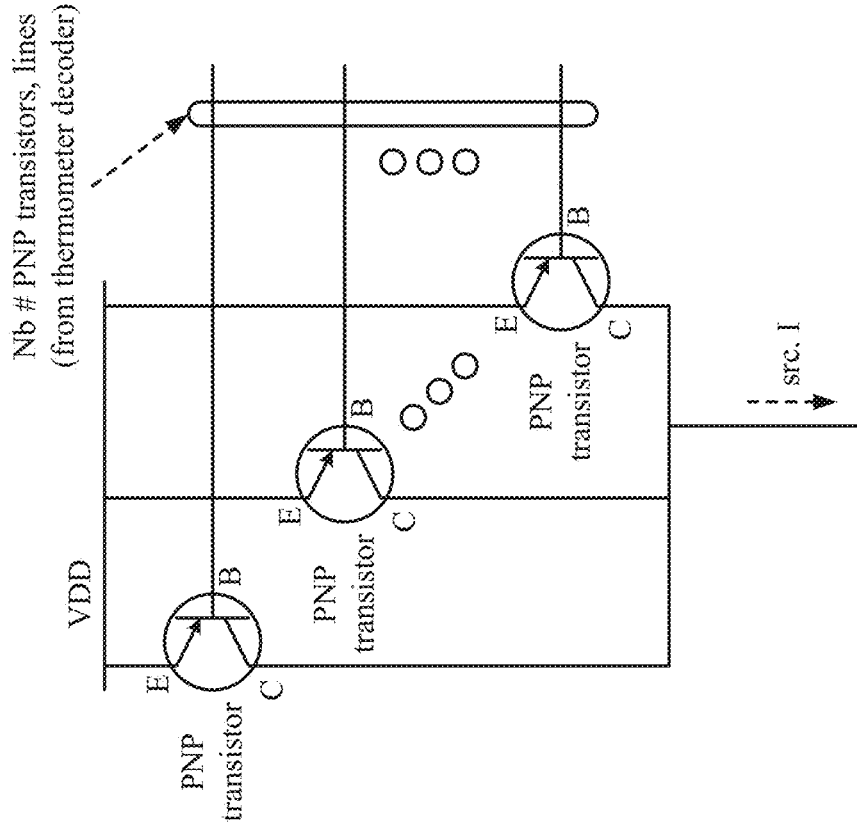 Nb # PNP transistors, lines
(from thermometer decoder)
VDD
E
B
C
PNP
transistor
E
B
C
PNP
transistor
E
B
C
PNP
transistor
src. I